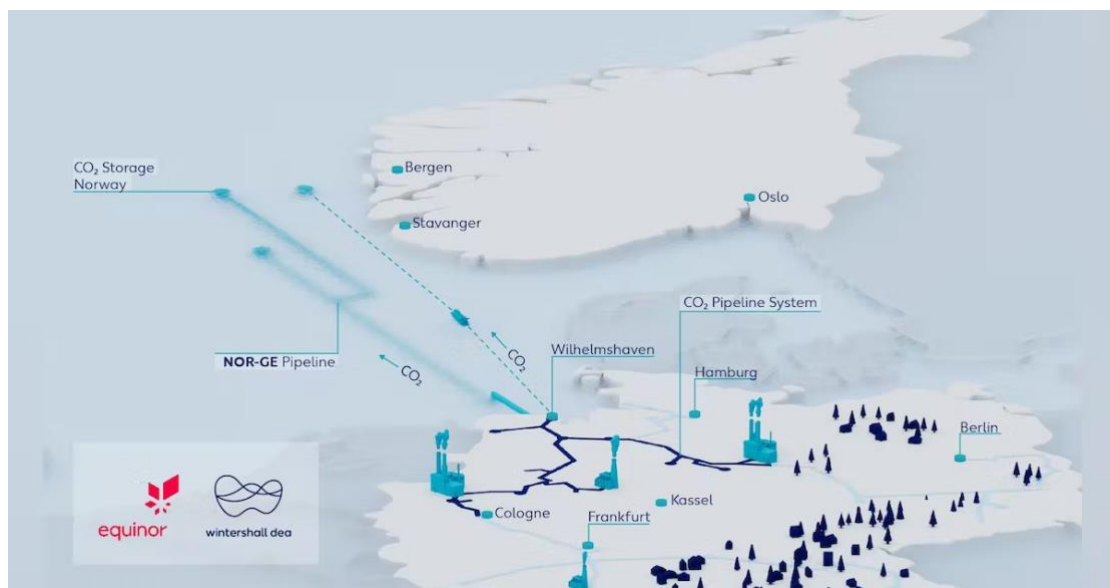 CO₂ Storage
Norway
Bergen
Oslo
Stavanger
CO₂ Pipeline System
CO₂
Wilhelmshaven
NOR-GE Pipeline
CO₂
Hamburg
Berlin
Kassel
Cologne
Frankfurt
equinor
wintershall dea